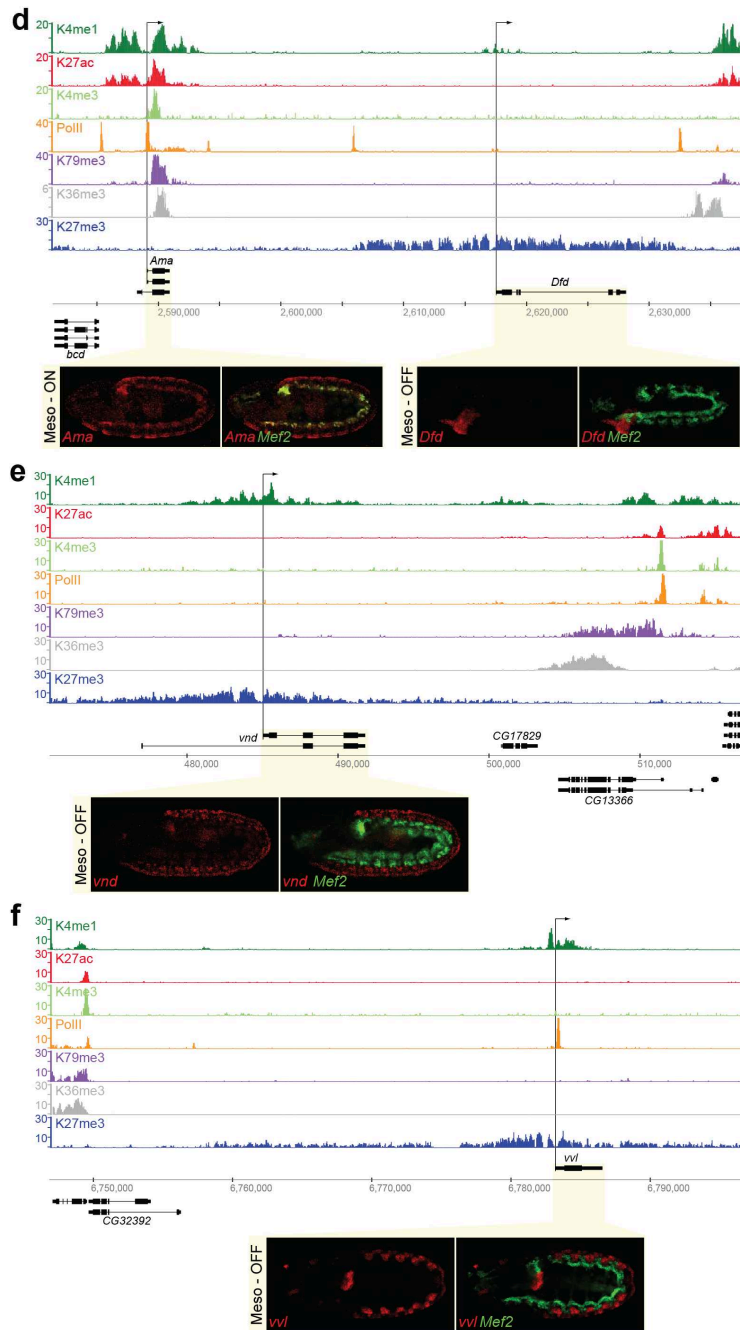 d
20
K4me1
20
K27ac
20
K4me3
40
PolII
40
K79me3
6
K36me3
30
K27me3
Ama
Dfd
2,590,000 2,600,000 2,610,000 2,620,000 2,630,000
bcd
Meso - ON
Ama
Ama Mef2
Meso - OFF
Dfd
Dfd Mef2
e
30
K4me1
10
30
K27ac
10
30
K4me3
10
30
PolII
10
30
K79me3
10
30
K36me3
10
30
K27me3
10
vnd
CG17829
480,000 490,000 500,000 510,000
CG13366
Meso - OFF
vnd
vnd Mef2
f
30
K4me1
10
30
K27ac
10
30
K4me3
10
30
PolII
10
30
K79me3
10
30
K36me3
10
30
K27me3
10
vvl
6,750,000 6,760,000 6,770,000 6,780,000 6,790,000
CG32392
Meso - OFF
vvl
vvl Mef2